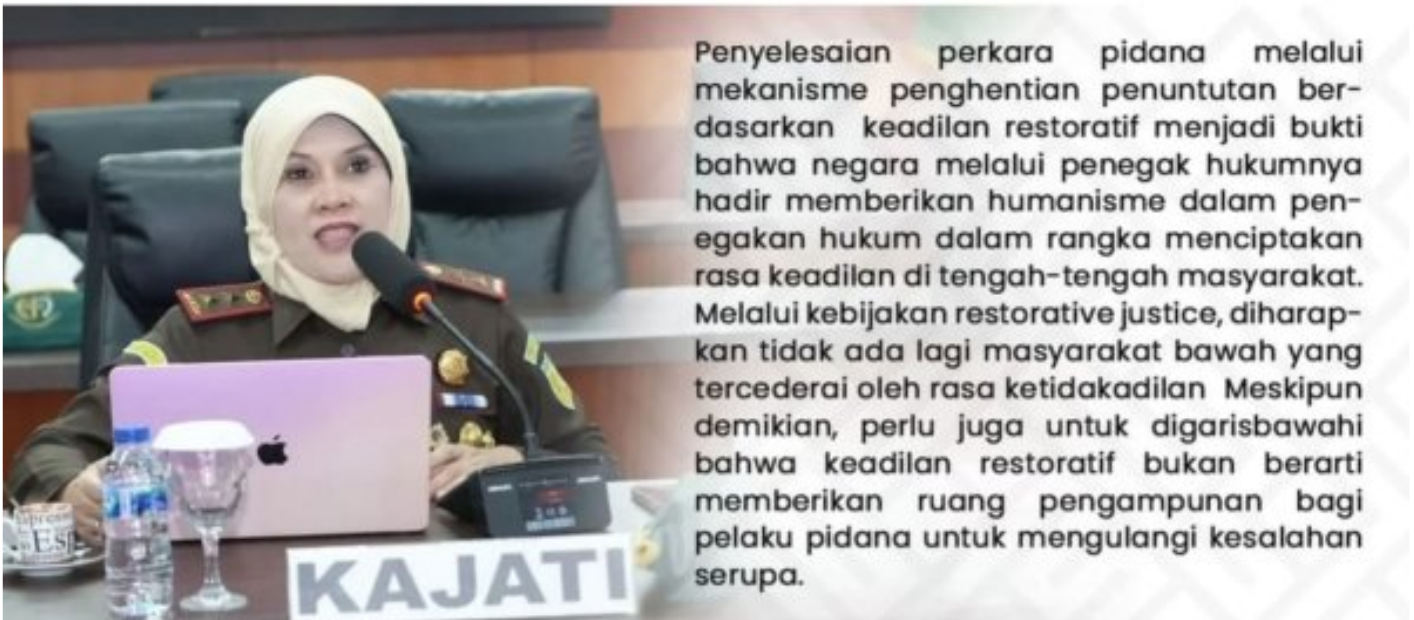 Penyelesaian perkara pidana melalui
mekanisme penghentian penuntutan ber-
dasarkan keadilan restoratif menjadi bukti
bahwa negara melalui penegak hukumnya
hadir memberikan humanisme dalam pen-
egakan hukum dalam rangka menciptakan
rasa keadilan di tengah-tengah masyarakat.
Melalui kebijakan restorative justice, diharap-
kan tidak ada lagi masyarakat bawah yang
tercederai oleh rasa ketidakadilan Meskipun
demikian, perlu juga untuk digarisbawahi
bahwa keadilan restoratif bukan berarti
memberikan ruang pengampunan bagi
pelaku pidana untuk mengulangi kesalahan
serupa.
KAJATI